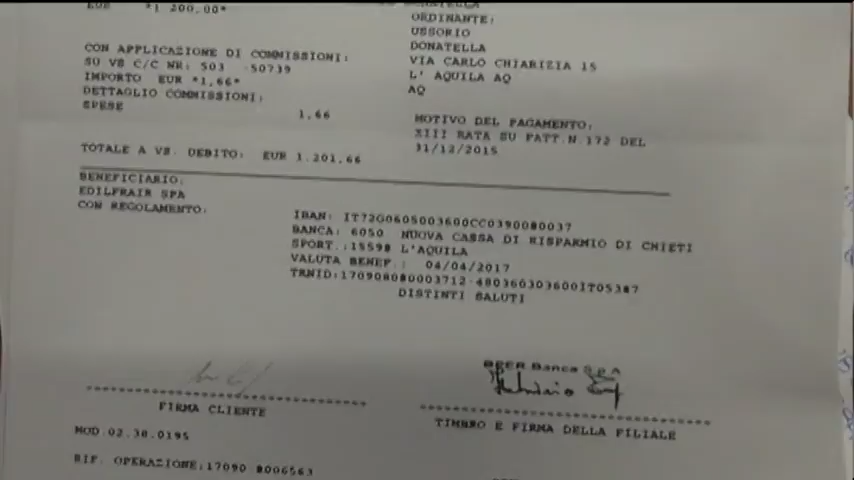 EUR *1 200,00*
DONATELLA
ORDINANTE:
USSORIO
DONATELLA
VIA CARLO CHIARIZIA 15
L' AQUILA AQ
AQ
CON APPLICAZIONE DI COMMISSIONI:
SU VS C/C NR: 503 -50739
IMPORTO EUR *1,66*
DETTAGLIO COMMISSIONI:
SPESE 1,66
MOTIVO DEL PAGAMENTO:
XIII RATA SU FATT.N.172 DEL
31/12/2015
TOTALE A VS. DEBITO: EUR 1.201,66
BENEFICIARIO:
EDILFRAIR SPA
CON REGOLAMENTO:
IBAN: IT72G0605003600CC0390080037
BANCA: 6050 NUOVA CASSA DI RISPARMIO DI CHIETI
SPORT.:15598 L'AQUILA
VALUTA BENEF.: 04/04/2017
TRNID:170908080003712-480360303600IT05387
DISTINTI SALUTI
BPER Banca S.p.A
FIRMA CLIENTE
TIMBRO E FIRMA DELLA FILIALE
MOD.02.30.0195
RIF. OPERAZIONE:17090 8006563